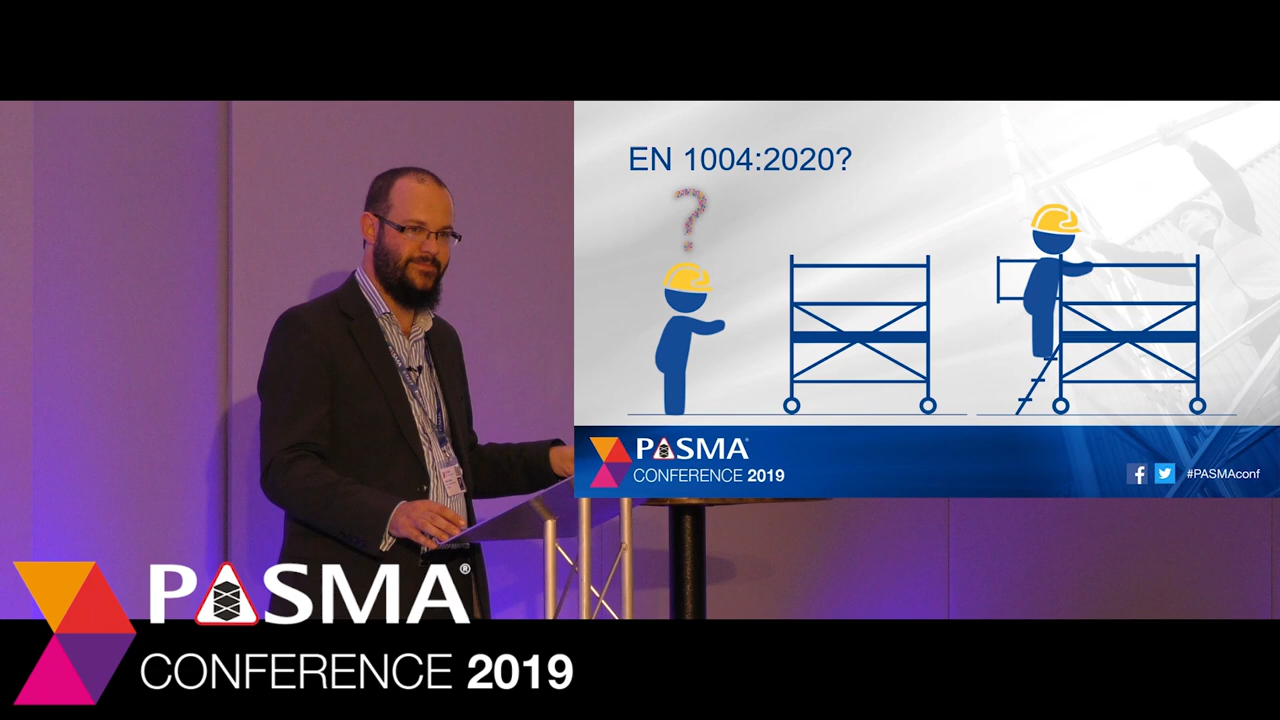 EN 1004:2020?
?
PASMA
CONFERENCE 2019
f
#PASMAconf
PASMA®
CONFERENCE 2019